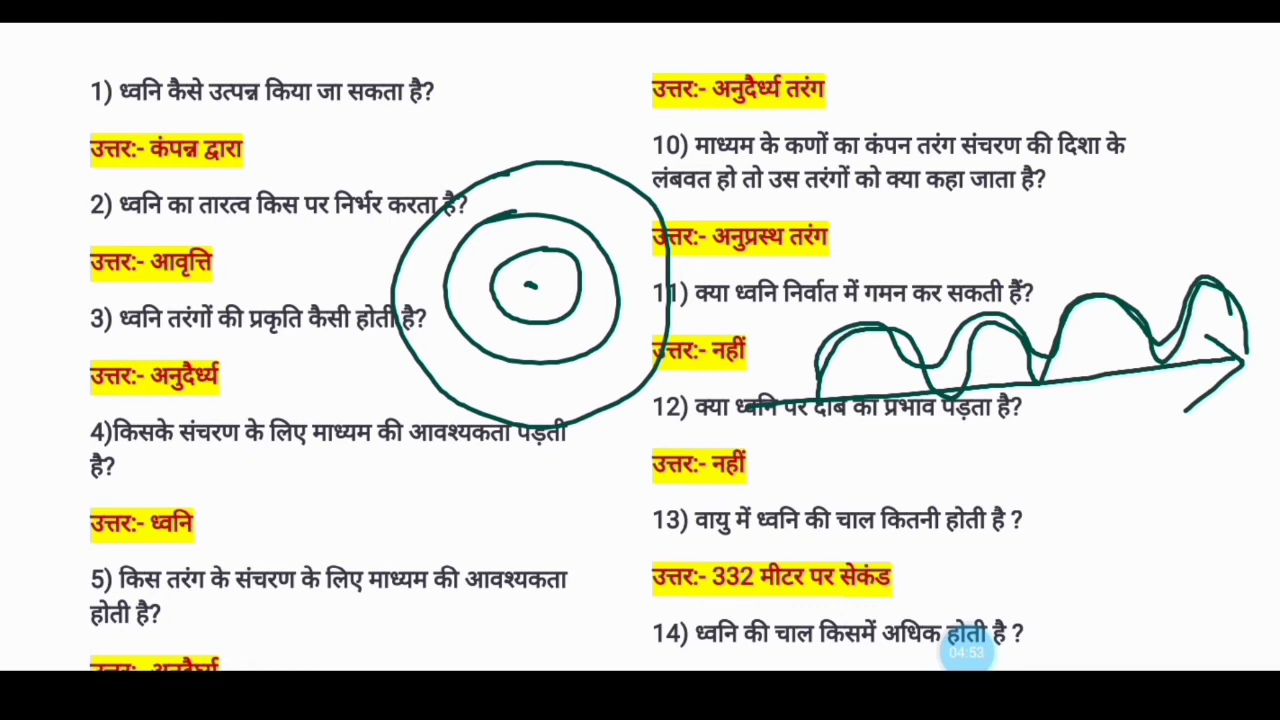 1) ध्वनि कैसे उत्पन्न किया जा सकता है?
उत्तर:- कंपन्न द्वारा
2) ध्वनि का तारत्व किस पर निर्भर करता है?
उत्तर:- आवृत्ति
3) ध्वनि तरंगों की प्रकृति कैसी होती है?
उत्तर:- अनुदैर्ध्य
4)किसके संचरण के लिए माध्यम की आवश्यकता पड़ती
है?
उत्तर:- ध्वनि
5) किस तरंग के संचरण के लिए माध्यम की आवश्यकता
होती है?
उत्तर:- अनुदैर्ध्य
उत्तर:- अनुदैर्ध्य तरंग
10) माध्यम के कणों का कंपन तरंग संचरण की दिशा के
लंबवत हो तो उस तरंगों को क्या कहा जाता है?
उत्तर:- अनुप्रस्थ तरंग
11) क्या ध्वनि निर्वात में गमन कर सकती हैं?
उत्तर:- नहीं
12) क्या ध्वनि पर दाब का प्रभाव पड़ता है?
उत्तर:- नहीं
13) वायु में ध्वनि की चाल कितनी होती है ?
उत्तर:- 332 मीटर पर सेकंड
14) ध्वनि की चाल किसमें अधिक होती है ?
04:53